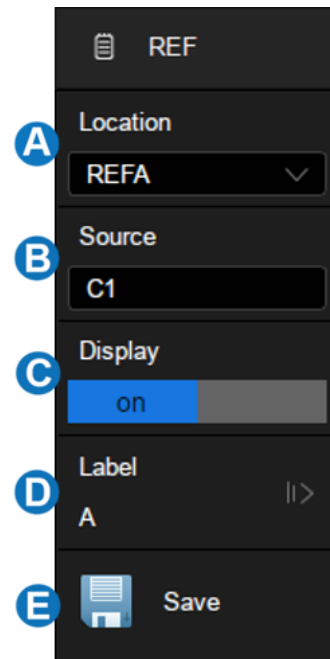 REF
A
Location
REFA
B
Source
C1
C
Display
on
D
Label
A
E
Save